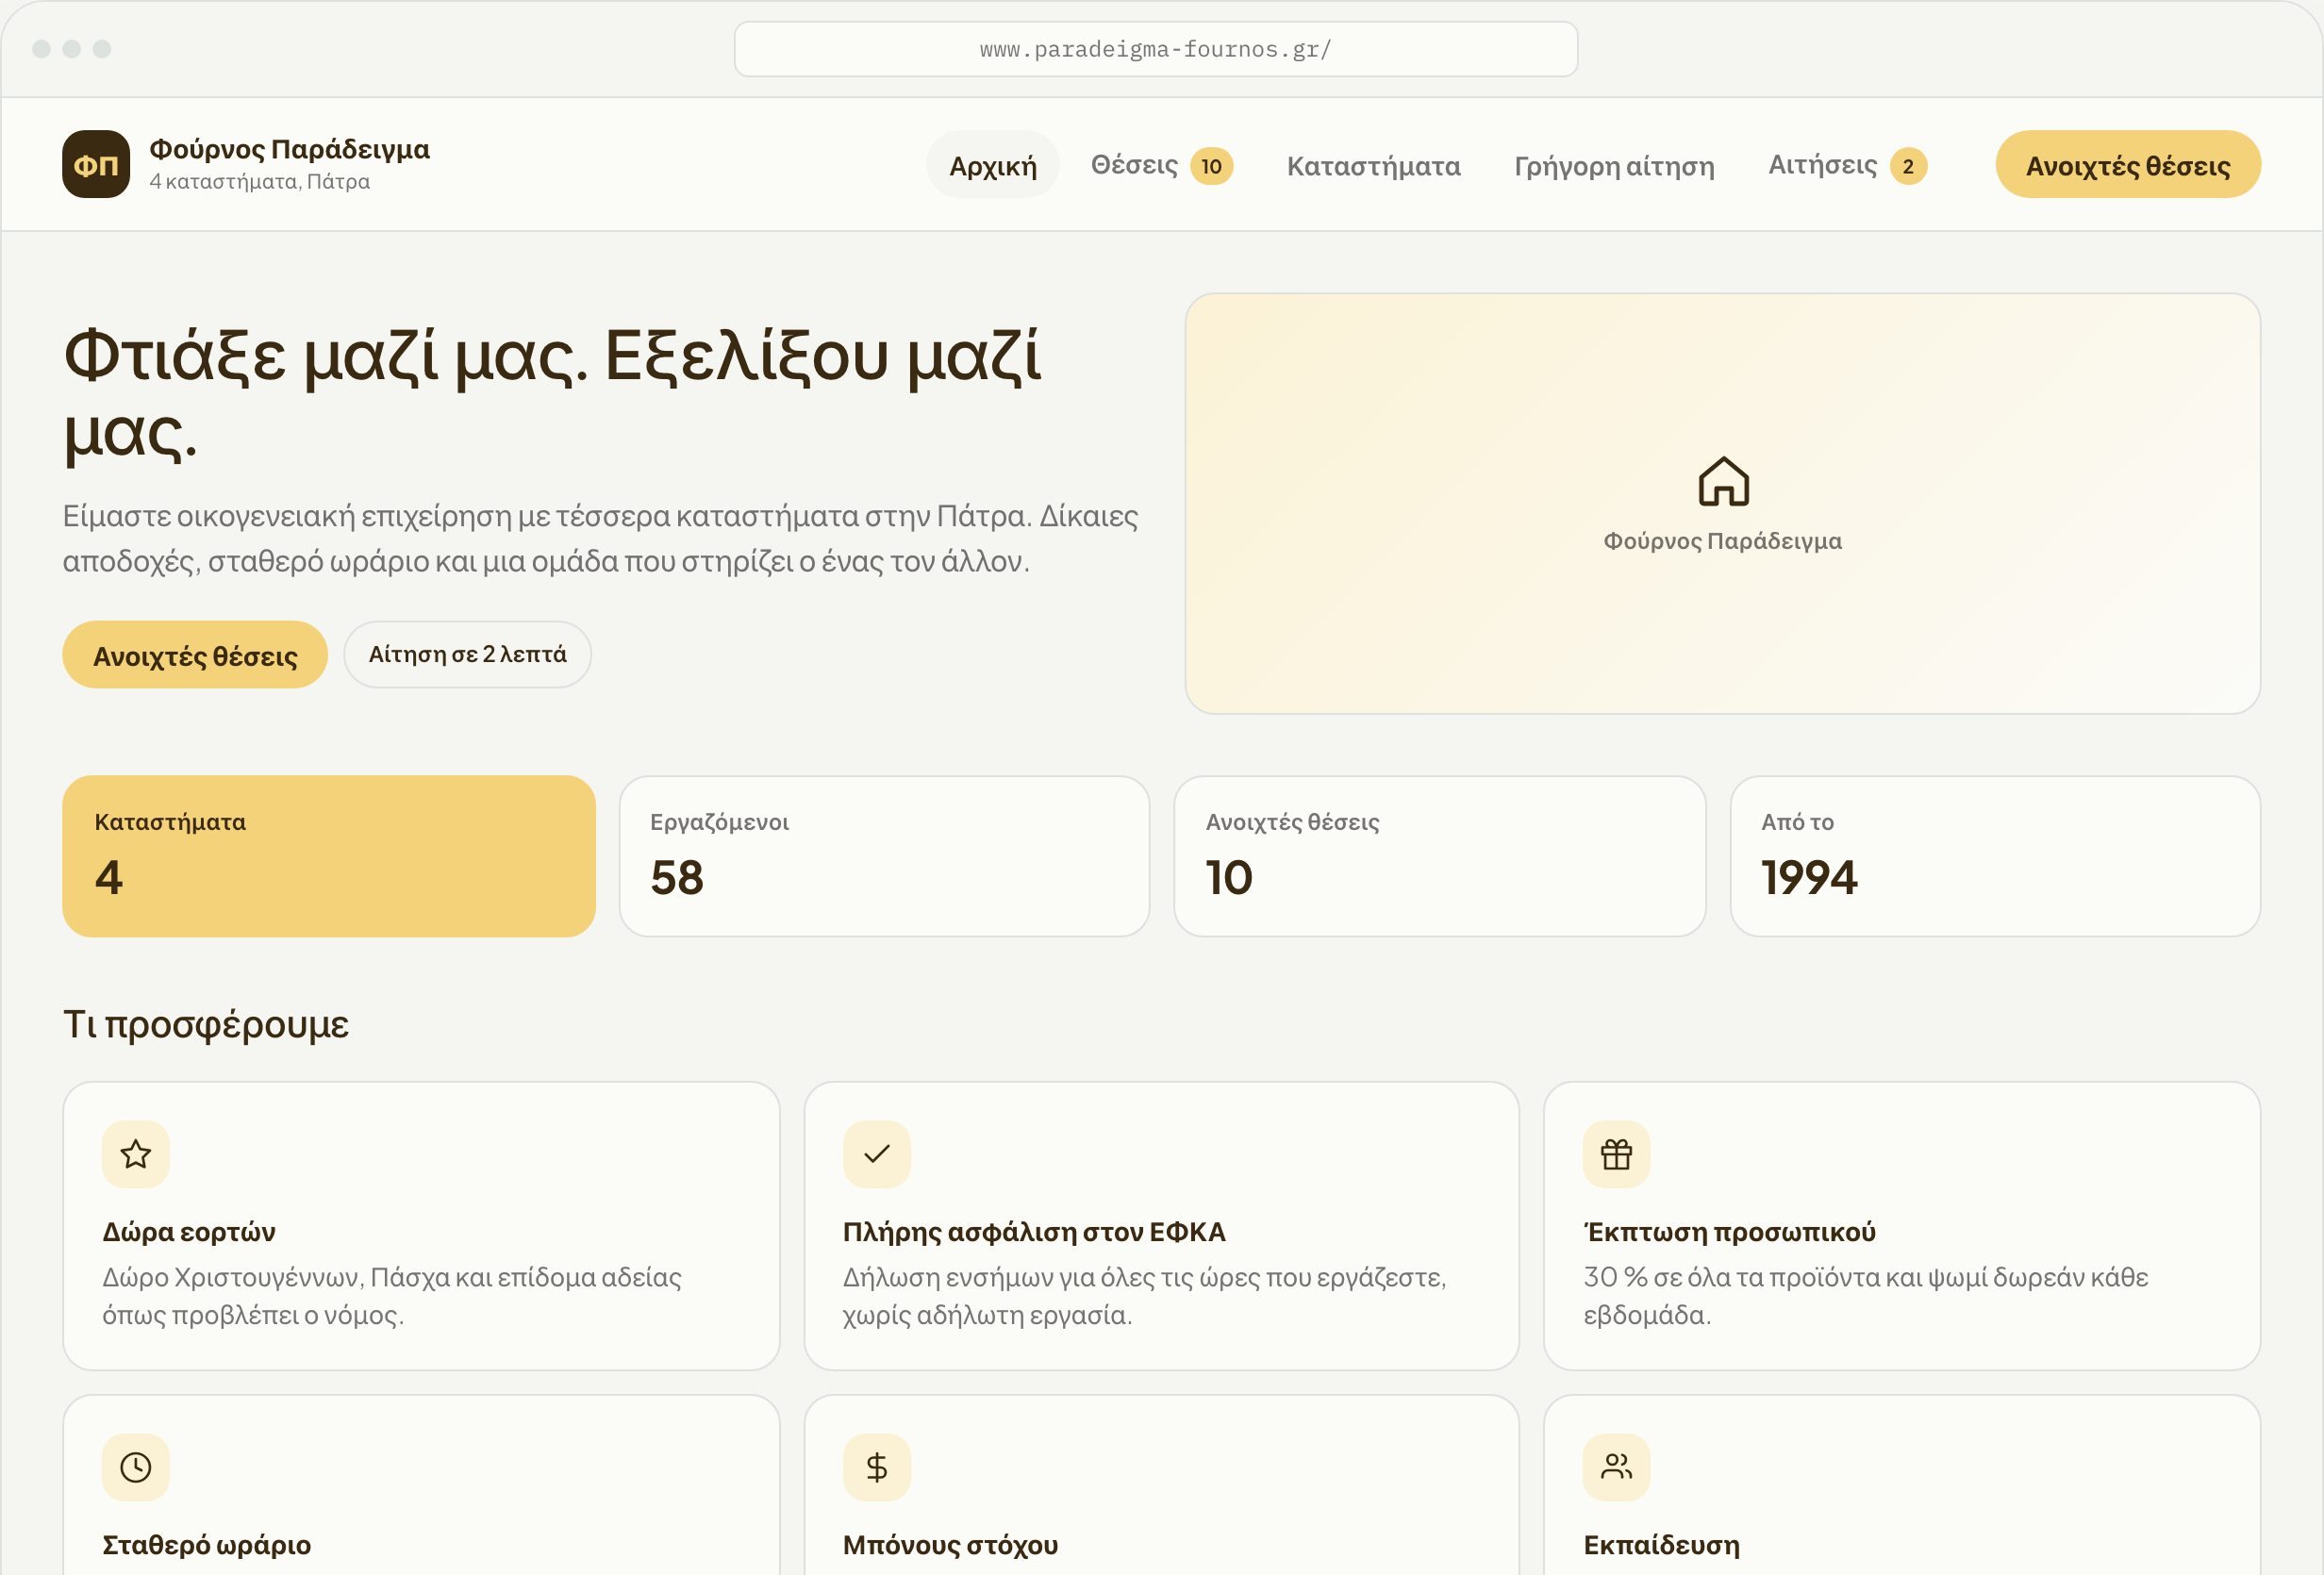 www.paradeigma-fournos.gr/
ΦΠ
Φούρνος Παράδειγμα
4 καταστήματα, Πάτρα
Αρχική
Θέσεις 10
Καταστήματα
Γρήγορη αίτηση
Αιτήσεις 2
Ανοιχτές θέσεις
Φτιάξε μαζί μας. Εξελίξου μαζί
μας.
Είμαστε οικογενειακή επιχείρηση με τέσσερα καταστήματα στην Πάτρα. Δίκαιες
αποδοχές, σταθερό ωράριο και μια ομάδα που στηρίζει ο ένας τον άλλον.
Ανοιχτές θέσεις
Αίτηση σε 2 λεπτά
Φούρνος Παράδειγμα
Καταστήματα
4
Εργαζόμενοι
58
Ανοιχτές θέσεις
10
Από το
1994
Τι προσφέρουμε
Δώρα εορτών
Δώρο Χριστουγέννων, Πάσχα και επίδομα αδείας
όπως προβλέπει ο νόμος.
Πλήρης ασφάλιση στον ΕΦΚΑ
Δήλωση ενσήμων για όλες τις ώρες που εργάζεστε,
χωρίς αδήλωτη εργασία.
Έκπτωση προσωπικού
30 % σε όλα τα προϊόντα και ψωμί δωρεάν κάθε
εβδομάδα.
Σταθερό ωράριο
Μπόνους στόχου
Εκπαίδευση